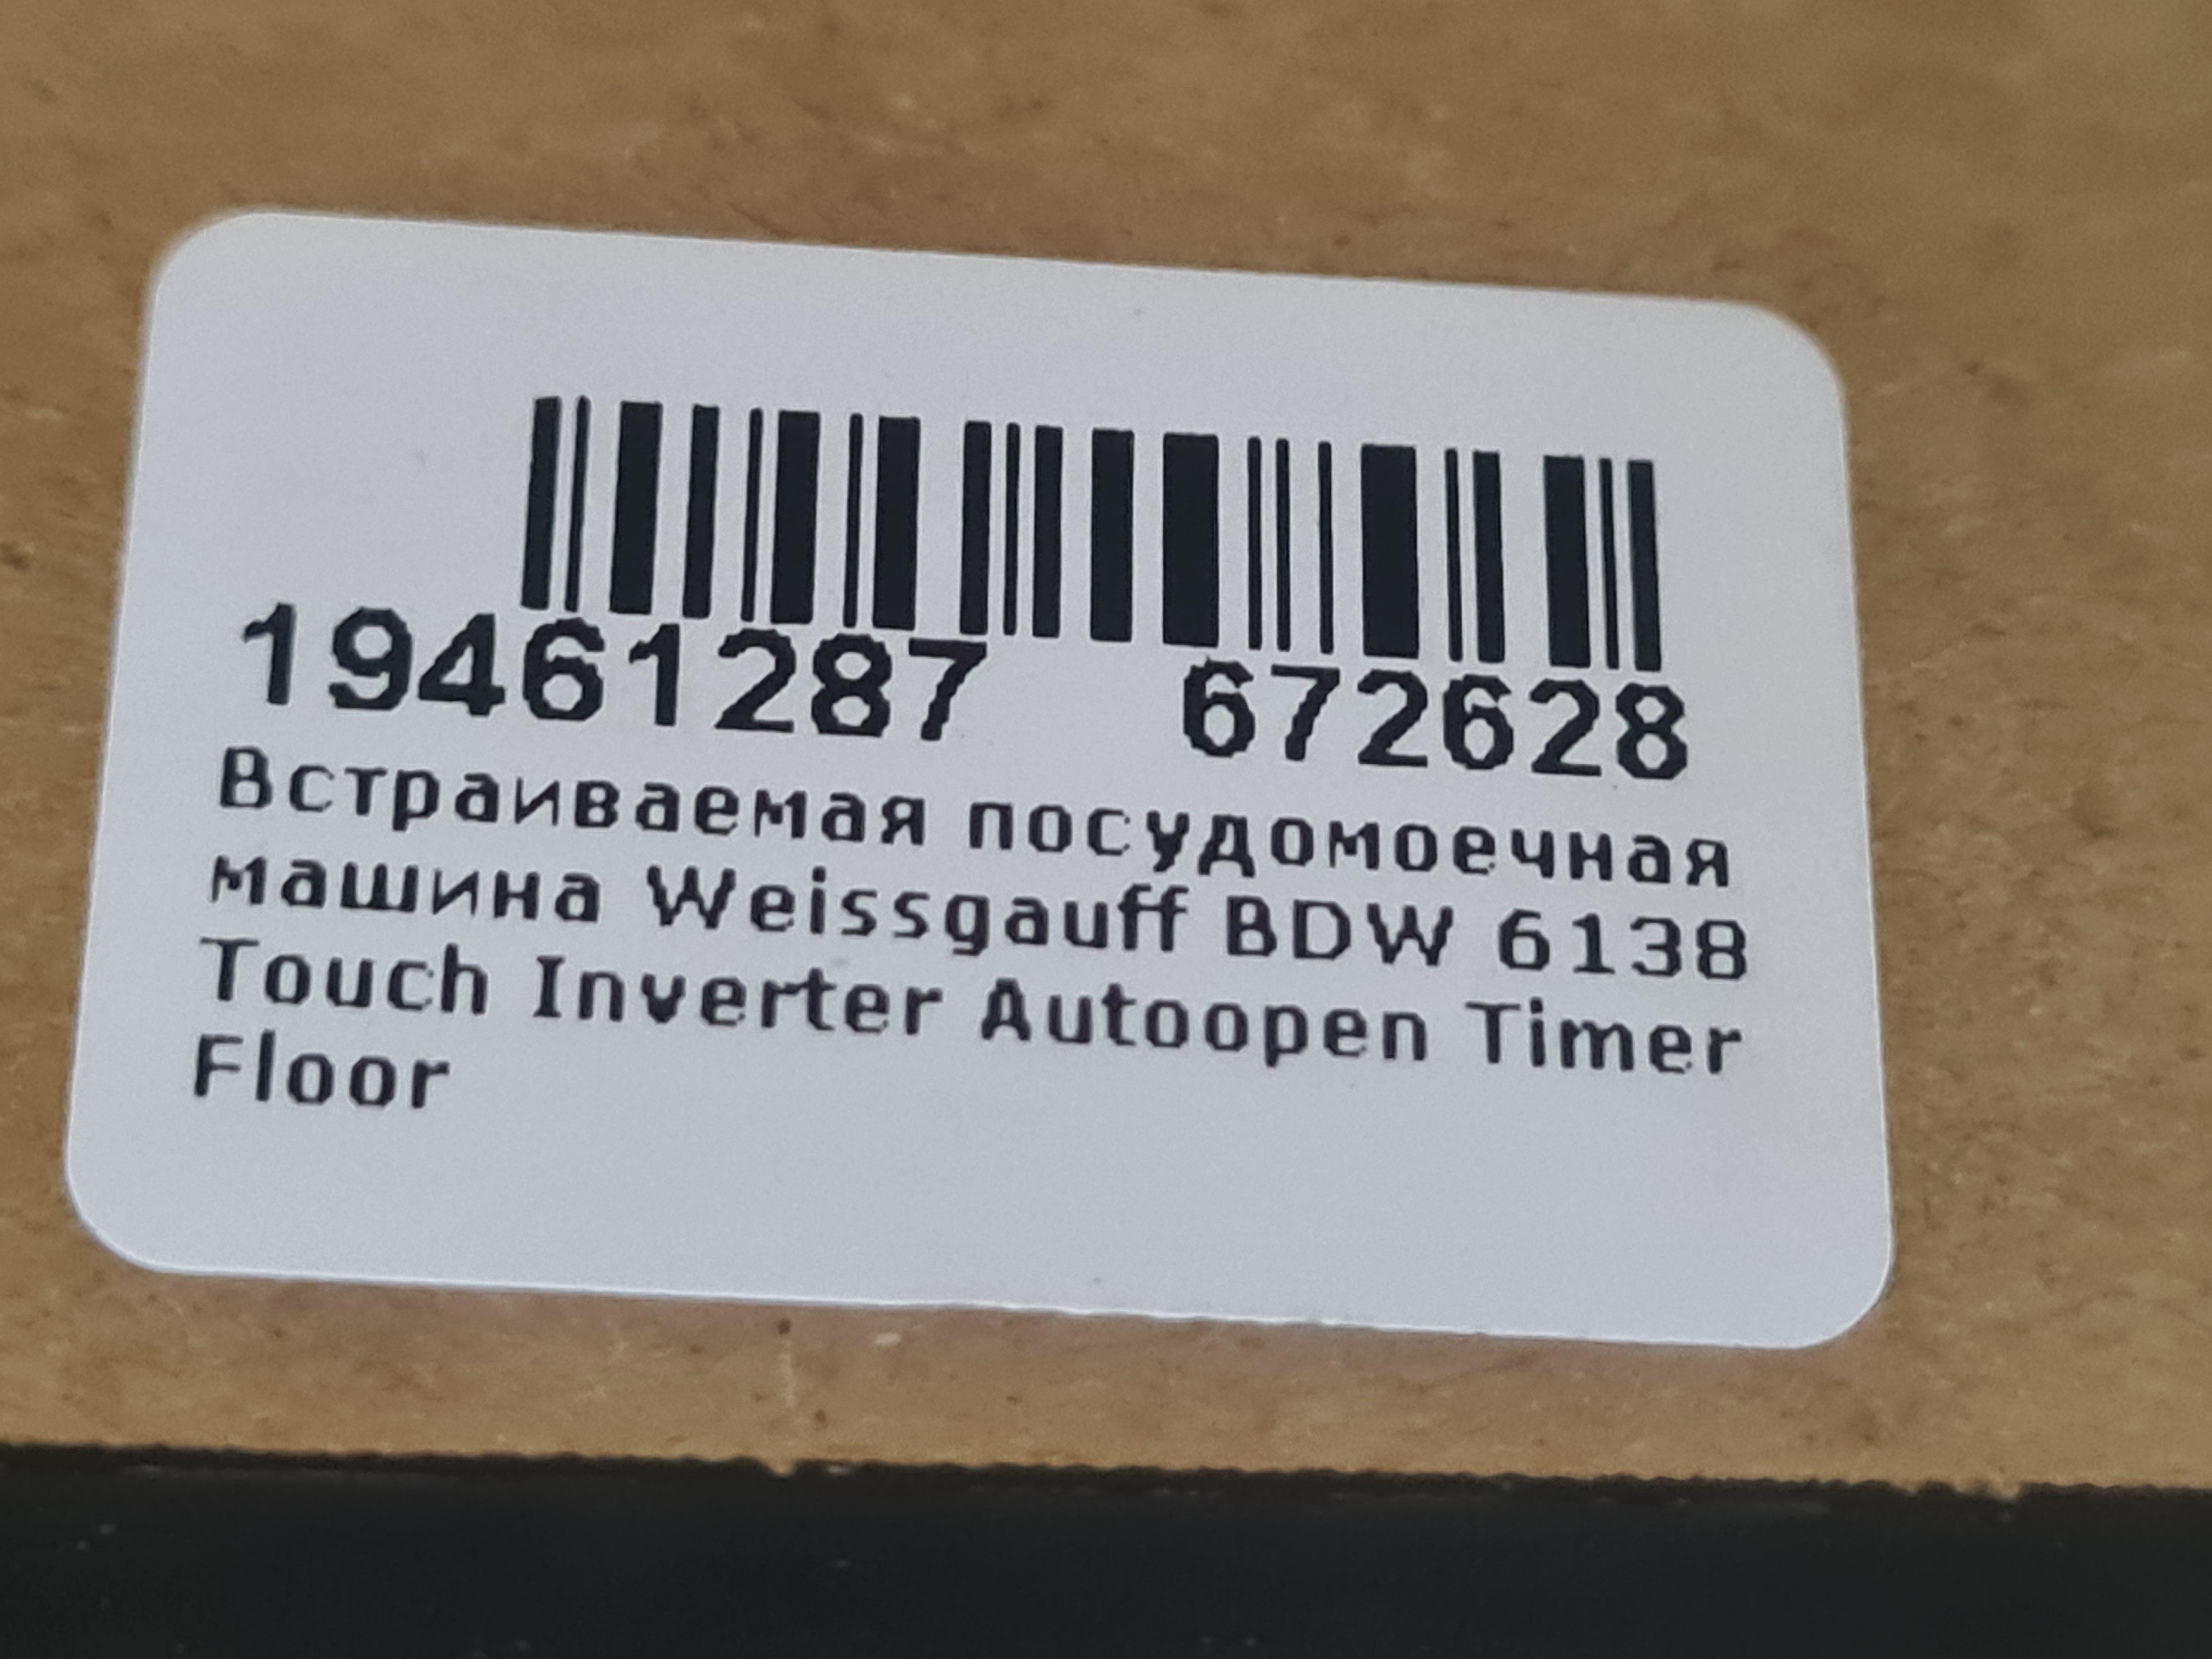 19461287 672628
Встраиваемая посудомоечная
машина Weissgauff BDW 6138
Touch Inverter Autoopen Timer
Floor